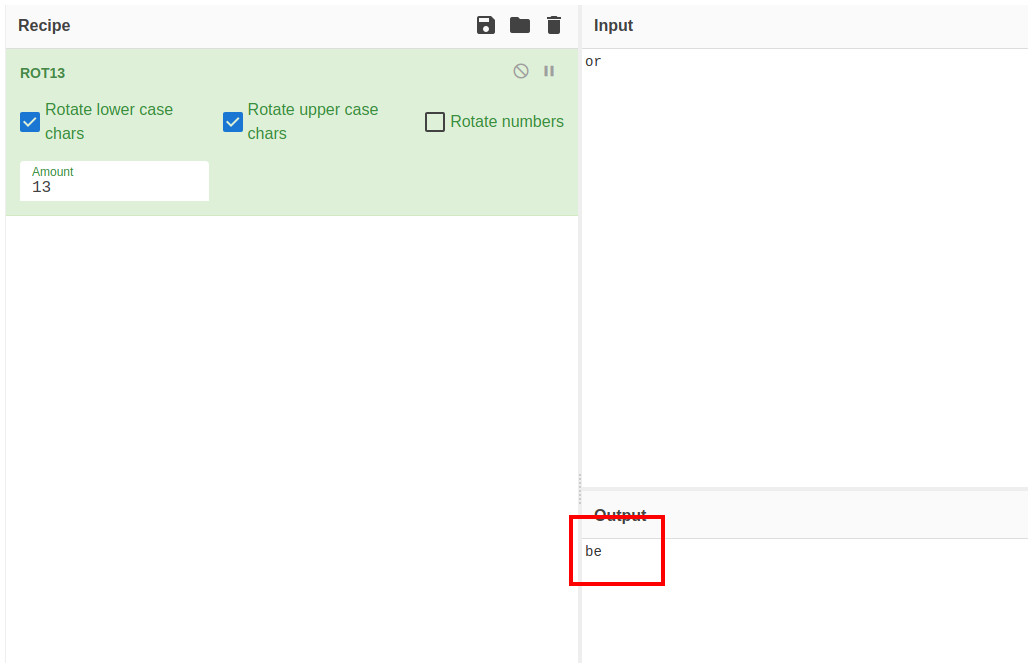 Recipe
ROT13
Rotate lower case
chars
Rotate upper case
chars
Rotate numbers
Amount
13
Input
or
Output
be